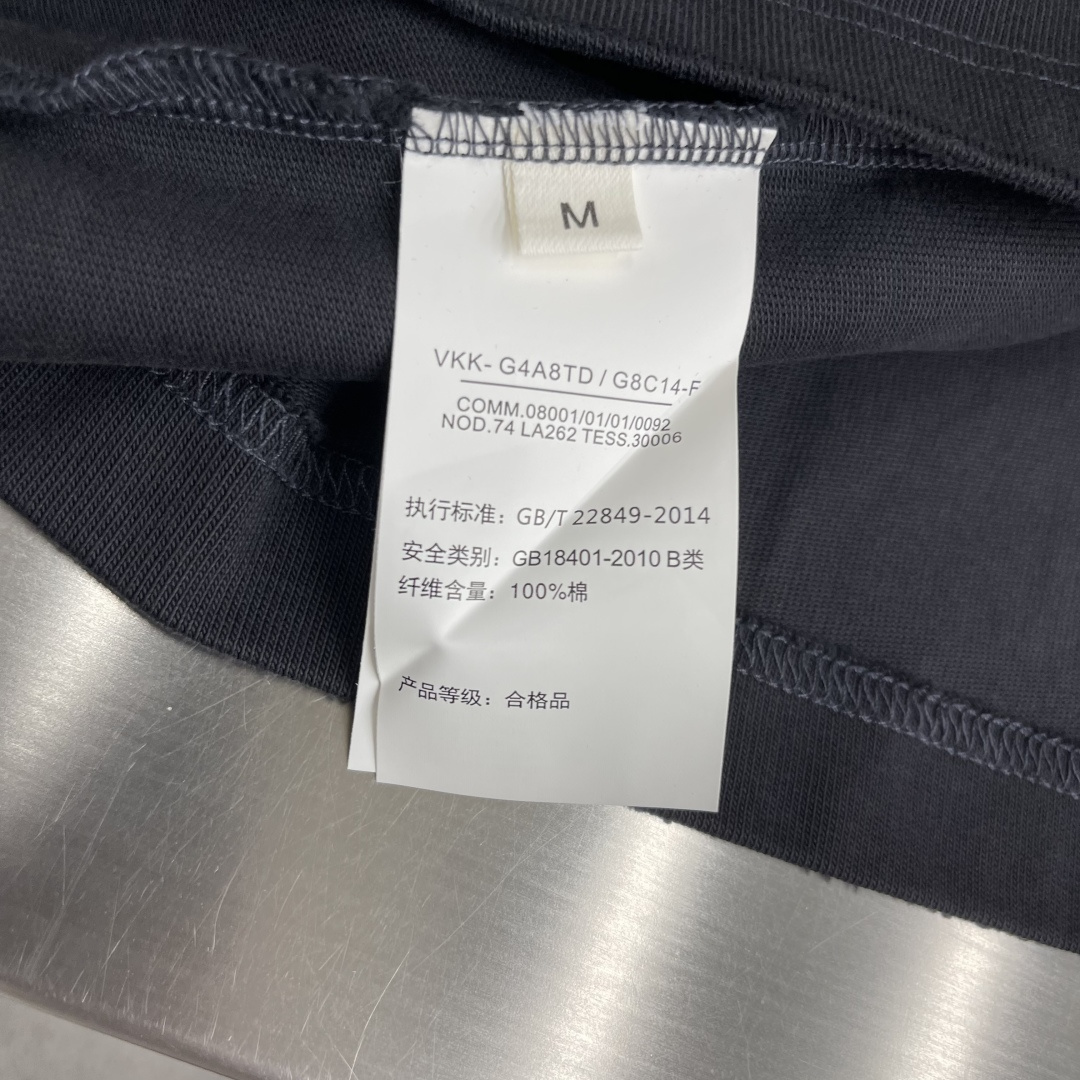 M
VKK- G4A8TD / G8C14-F
COMM.08001/01/01/0092
NOD.74 LA262 TESS.30006
执行标准：GB/T 22849-2014
安全类别：GB18401-2010 B类
纤维含量：100%棉
产品等级：合格品